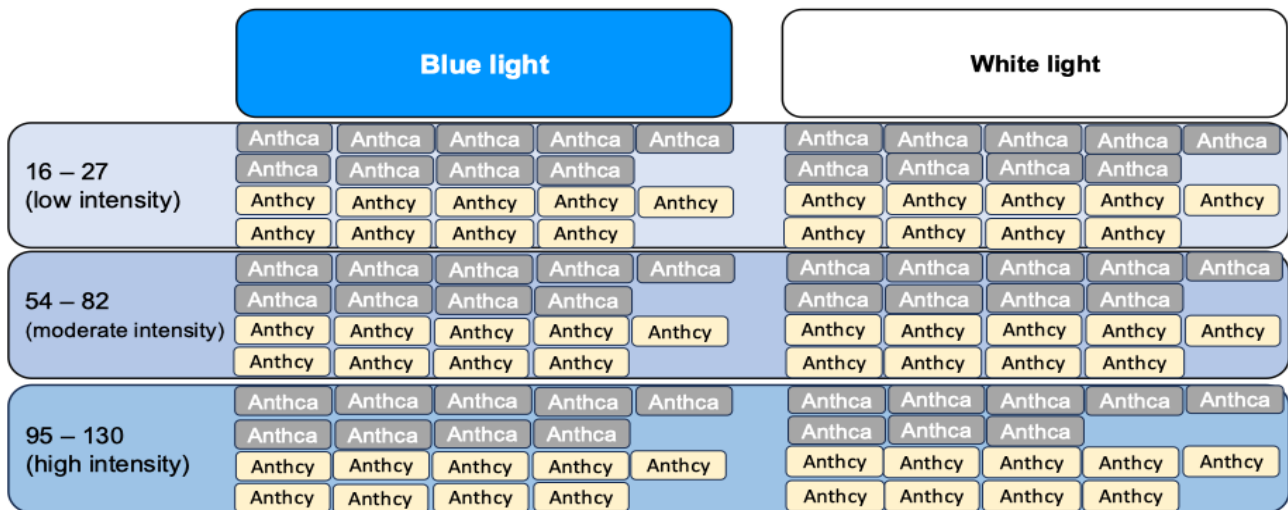 Blue light White light
Anthca Anthca Anthca Anthca Anthca Anthca Anthca Anthca Anthca Anthca
16 – 27 Anthca Anthca Anthca Anthca Anthca Anthca Anthca Anthca
(low intensity) Anthcy Anthcy Anthcy Anthcy Anthcy Anthcy Anthcy Anthcy Anthcy Anthcy
Anthcy Anthcy Anthcy Anthcy Anthcy Anthcy Anthcy Anthcy
Anthca Anthca Anthca Anthca Anthca Anthca Anthca Anthca Anthca Anthca
54 – 82 Anthca Anthca Anthca Anthca Anthca Anthca Anthca Anthca
(moderate intensity) Anthcy Anthcy Anthcy Anthcy Anthcy Anthcy Anthcy Anthcy Anthcy Anthcy
Anthcy Anthcy Anthcy Anthcy Anthcy Anthcy Anthcy Anthcy
Anthca Anthca Anthca Anthca Anthca Anthca Anthca Anthca Anthca Anthca
95 – 130 Anthca Anthca Anthca Anthca Anthca Anthca Anthca
(high intensity) Anthcy Anthcy Anthcy Anthcy Anthcy Anthcy Anthcy Anthcy Anthcy Anthcy
Anthcy Anthcy Anthcy Anthcy Anthcy Anthcy Anthcy Anthcy